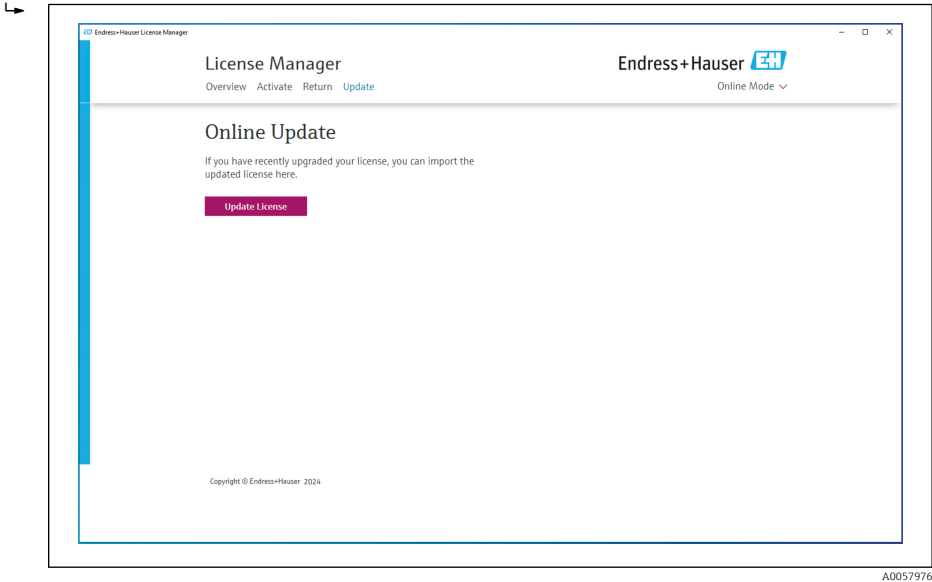 Endress+Hauser License Manager
License Manager
Endress+Hauser EH
Overview Activate Return Update
Online Mode
Online Update
If you have recently upgraded your license, you can import the
updated license here.
Update License
Copyright © Endress+Hauser 2024
A0057976